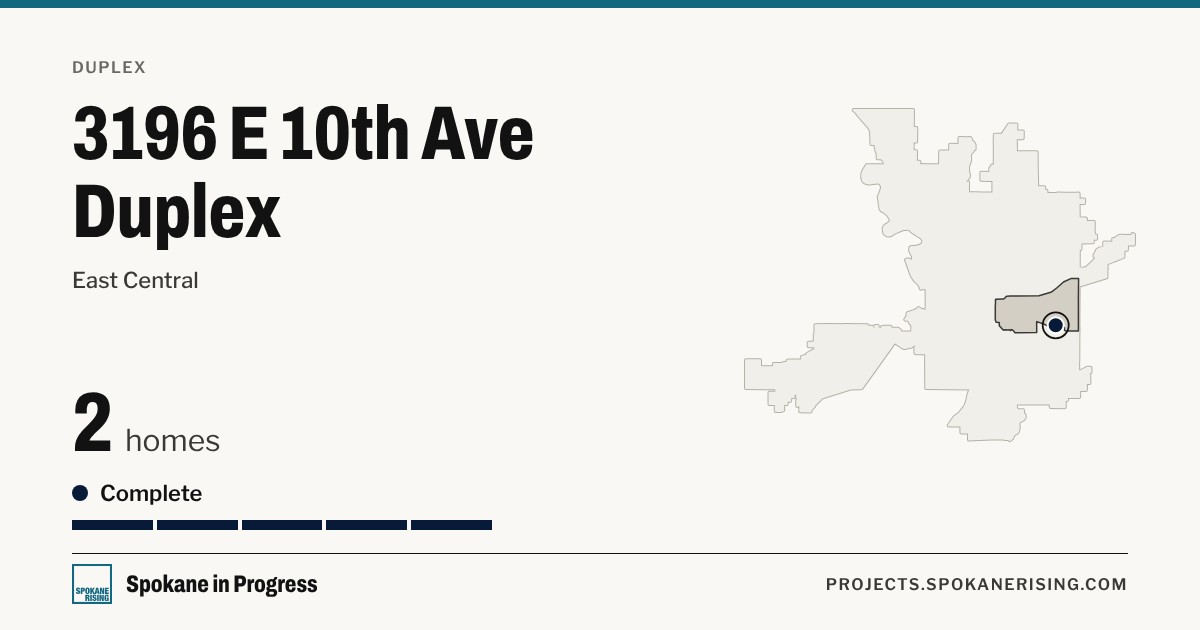 DUPLEX
3196 E 10th Ave
Duplex
East Central
2 homes
Complete
SPOKANE
RISING
Spokane in Progress
PROJECTS.SPOKANERISING.COM